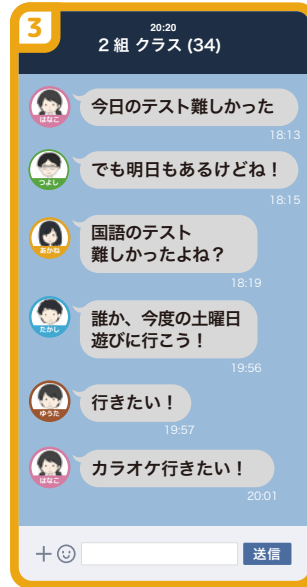 3
20:20
2組 クラス (34)
はなこ
今日のテスト難しかった
18:13
つよし
でも明日もあるけどね！
18:15
あかね
国語のテスト
難しかったよね？
18:19
たかし
誰か、今度の土曜日
遊びに行こう！
19:56
ゆうた
行きたい！
19:57
はなこ
カラオケ行きたい！
20:01
送信